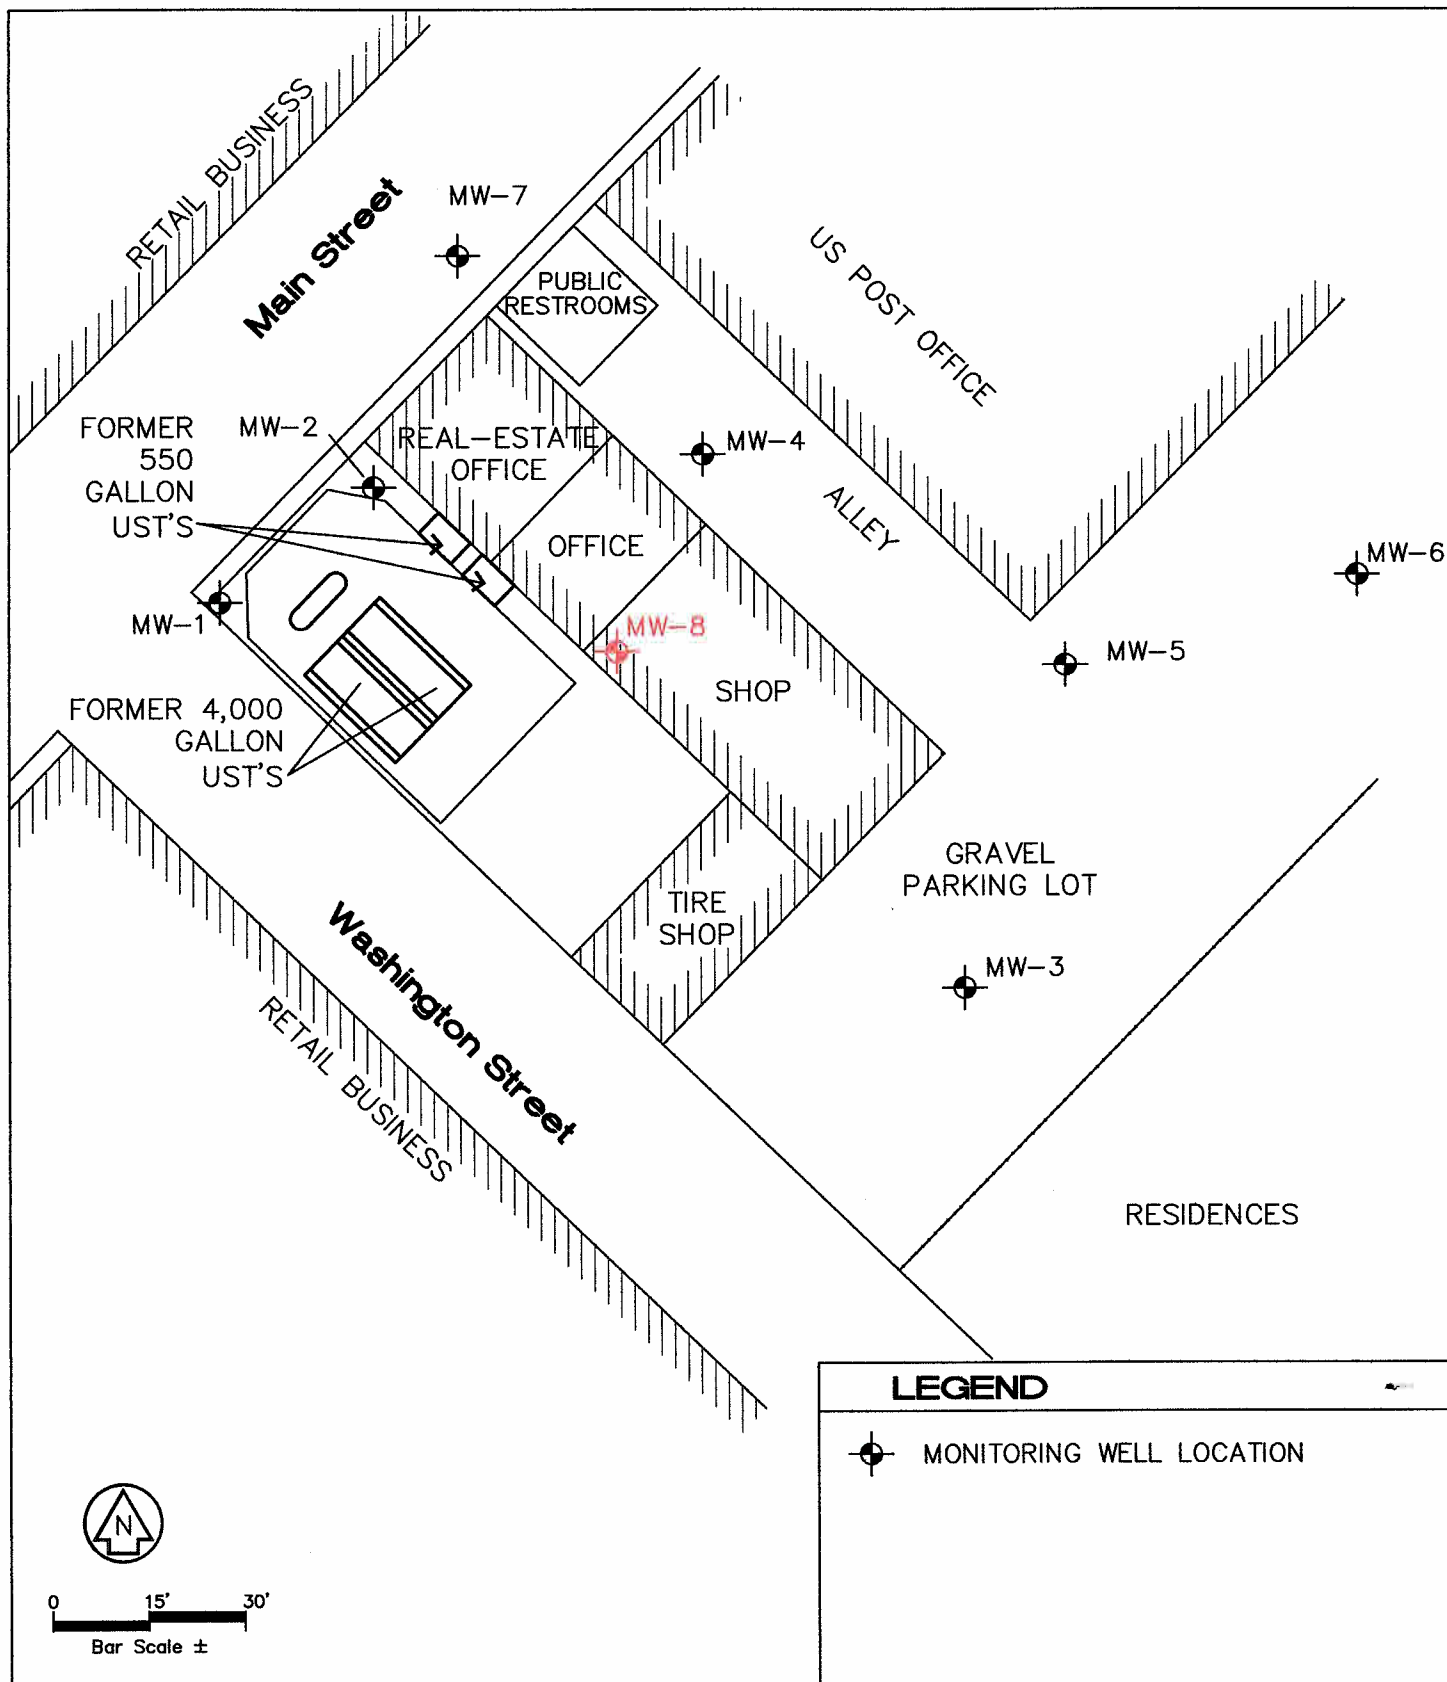 RETAIL BUSINESS
Main Street
MW-7
PUBLIC
RESTROOMS
US POST OFFICE
FORMER
550
GALLON
UST'S
MW-2
REAL-ESTATE
OFFICE
MW-4
ALLEY
OFFICE
MW-6
MW-1
MW-8
MW-5
SHOP
FORMER 4,000
GALLON
UST'S
GRAVEL
PARKING LOT
TIRE
SHOP
MW-3
Washington Street
RETAIL BUSINESS
RESIDENCES
LEGEND
MONITORING WELL LOCATION
N
0 15' 30'
Bar Scale ±